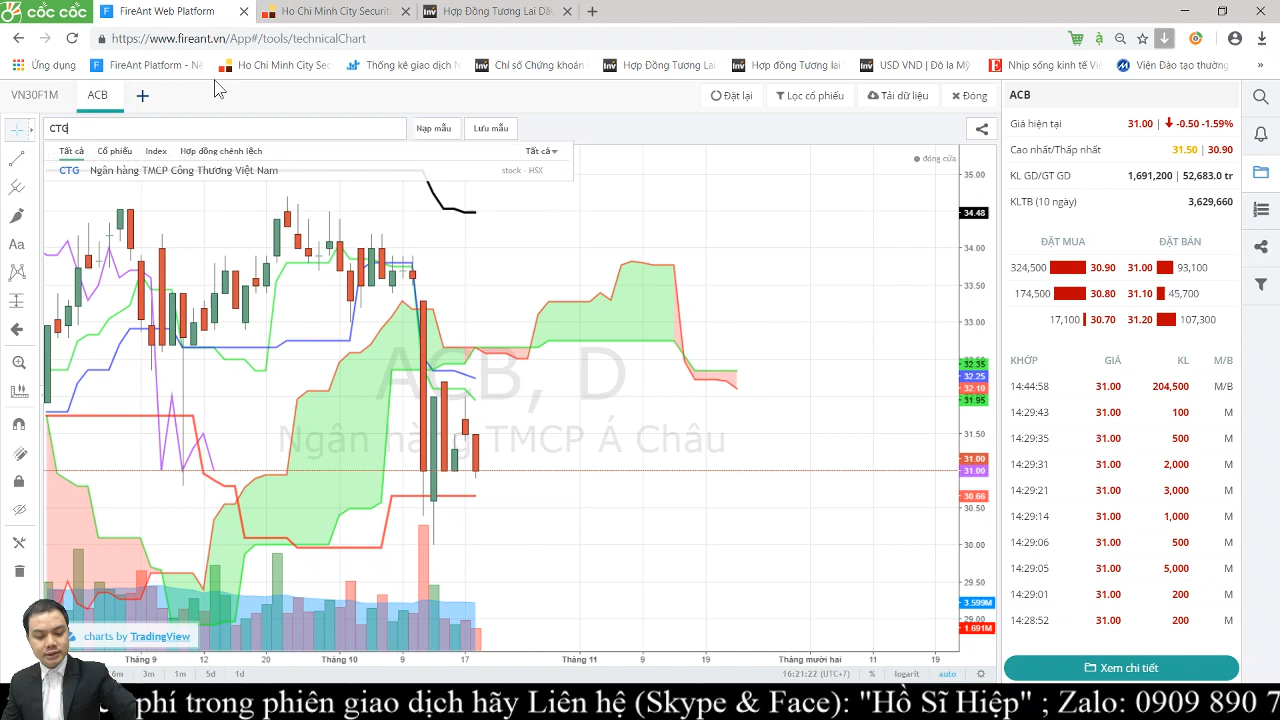 cốc cốc
FireAnt Web Platform
Ho Chi Minh City Securiti
Hợp Đồng Tương Lai Dầu
https://www.fireant.vn/App#/tools/technicalChart
Ứng dụng
FireAnt Platform - Nề
Ho Chi Minh City Sec
Thống kê giao dịch N
Chỉ số Chứng khoán
Hợp Đồng Tương Lai
Hợp đồng tương lai
USD VND | Đô la Mỹ
Nhịp sống kinh tế Vi
Viện Đào tạo thường
VN30F1M
ACB
Đặt lại
Lọc cổ phiếu
Tải dữ liệu
Đóng
CTG
Nạp mẫu
Lưu mẫu
Tất cả
Cổ phiếu
Index
Hợp đồng chênh lệch
Tất cả
CTG Ngân hàng TMCP Công Thương Việt Nam
stock - HSX
đóng cửa
ACB, D
Ngân hàng TMCP Á Châu
35.00
34.48
34.00
33.50
33.00
32.35
32.25
32.10
31.95
31.50
31.00
31.00
30.66
30.50
30.00
29.50
3.599M
29.00
1.691M
charts by TradingView
Tháng 9 12 20 Tháng 10 9 17 Tháng 11 9 19 Tháng mười hai 11 19
6m 3m 1m 5d 1d
16:21:22 (UTC+7) % logarit auto
ACB
Giá hiện tại 31.00 | -0.50 -1.59%
Cao nhất/Thấp nhất 31.50 | 30.90
KL GD/GT GD 1,691,200 | 52,683.0 tr
KLTB (10 ngày) 3,629,660
ĐẶT MUA ĐẶT BÁN
324,500 30.90 31.00 93,100
174,500 30.80 31.10 45,700
17,100 30.70 31.20 107,300
KHỚP GIÁ KL M/B
14:44:58 31.00 204,500 M/B
14:29:43 31.00 100 M
14:29:35 31.00 500 M
14:29:31 31.00 2,000 M
14:29:21 31.00 3,000 M
14:29:14 31.00 1,000 M
14:29:06 31.00 500 M
14:29:05 31.00 5,000 M
14:29:01 31.00 200 M
14:28:52 31.00 200 M
Xem chi tiết
phí trong phiên giao dịch hãy Liên hệ (Skype & Face): "Hồ Sĩ Hiệp" ; Zalo: 0909 890 7